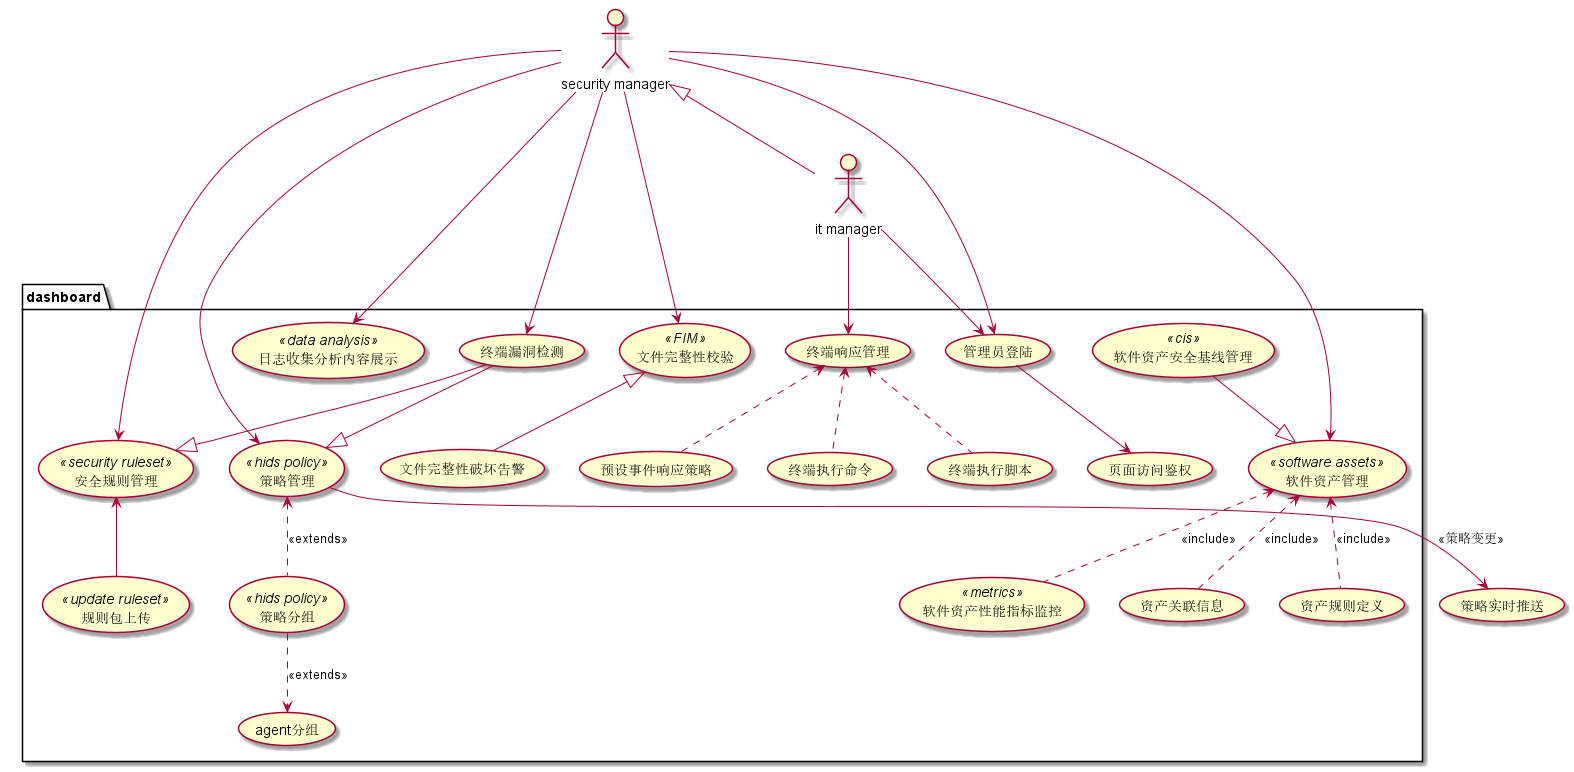 security manager
it manager
dashboard
«data analysis»
日志收集分析内容展示
终端漏洞检测
«FIM»
文件完整性校验
终端响应管理
管理员登陆
«cis»
软件资产安全基线管理
«security ruleset»
安全规则管理
«hids policy»
策略管理
文件完整性破坏告警
预设事件响应策略
终端执行命令
终端执行脚本
页面访问鉴权
«software assets»
软件资产管理
«extends»
«include»
«include»
«include»
«策略变更»
«update ruleset»
规则包上传
«hids policy»
策略分组
«metrics»
软件资产性能指标监控
资产关联信息
资产规则定义
策略实时推送
«extends»
agent分组